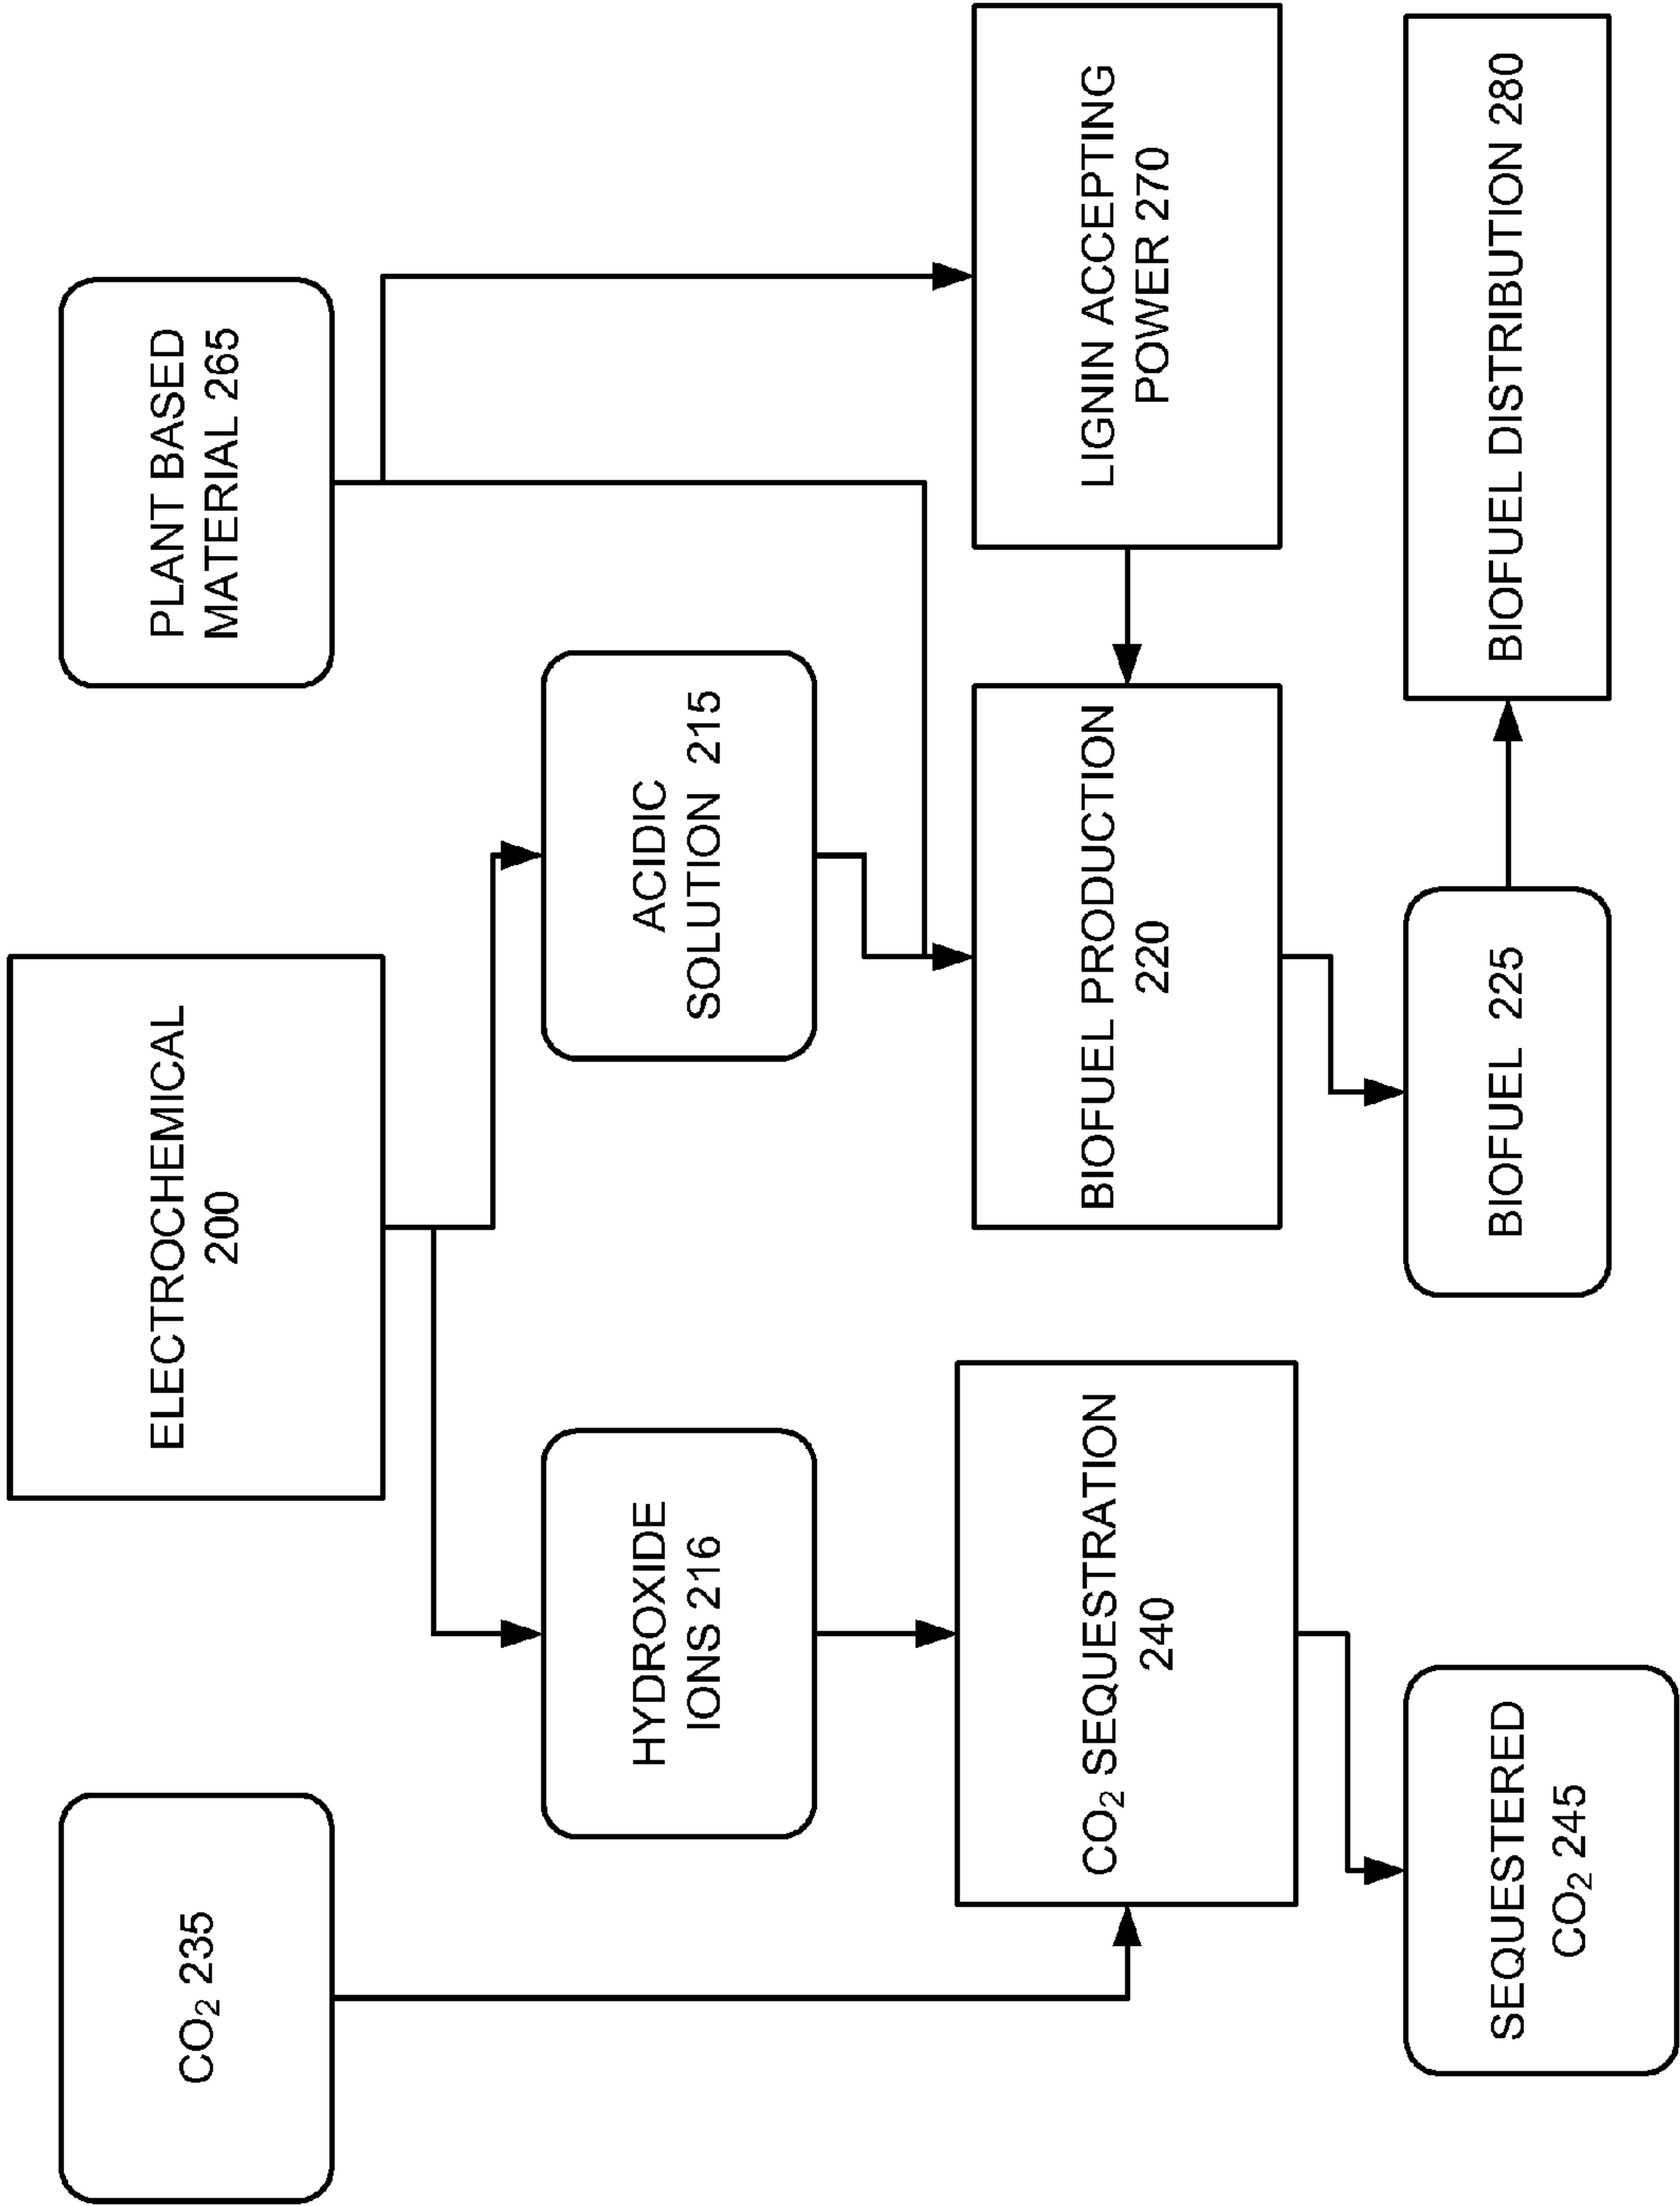 CO₂ 235
ELECTROCHEMICAL
200
PLANT BASED
MATERIAL 265
HYDROXIDE
IONS 216
ACIDIC
SOLUTION 215
CO₂ SEQUESTRATION
240
BIOFUEL PRODUCTION
220
LIGNIN ACCEPTING
POWER 270
SEQUESTERED
CO₂ 245
BIOFUEL 225
BIOFUEL DISTRIBUTION 280